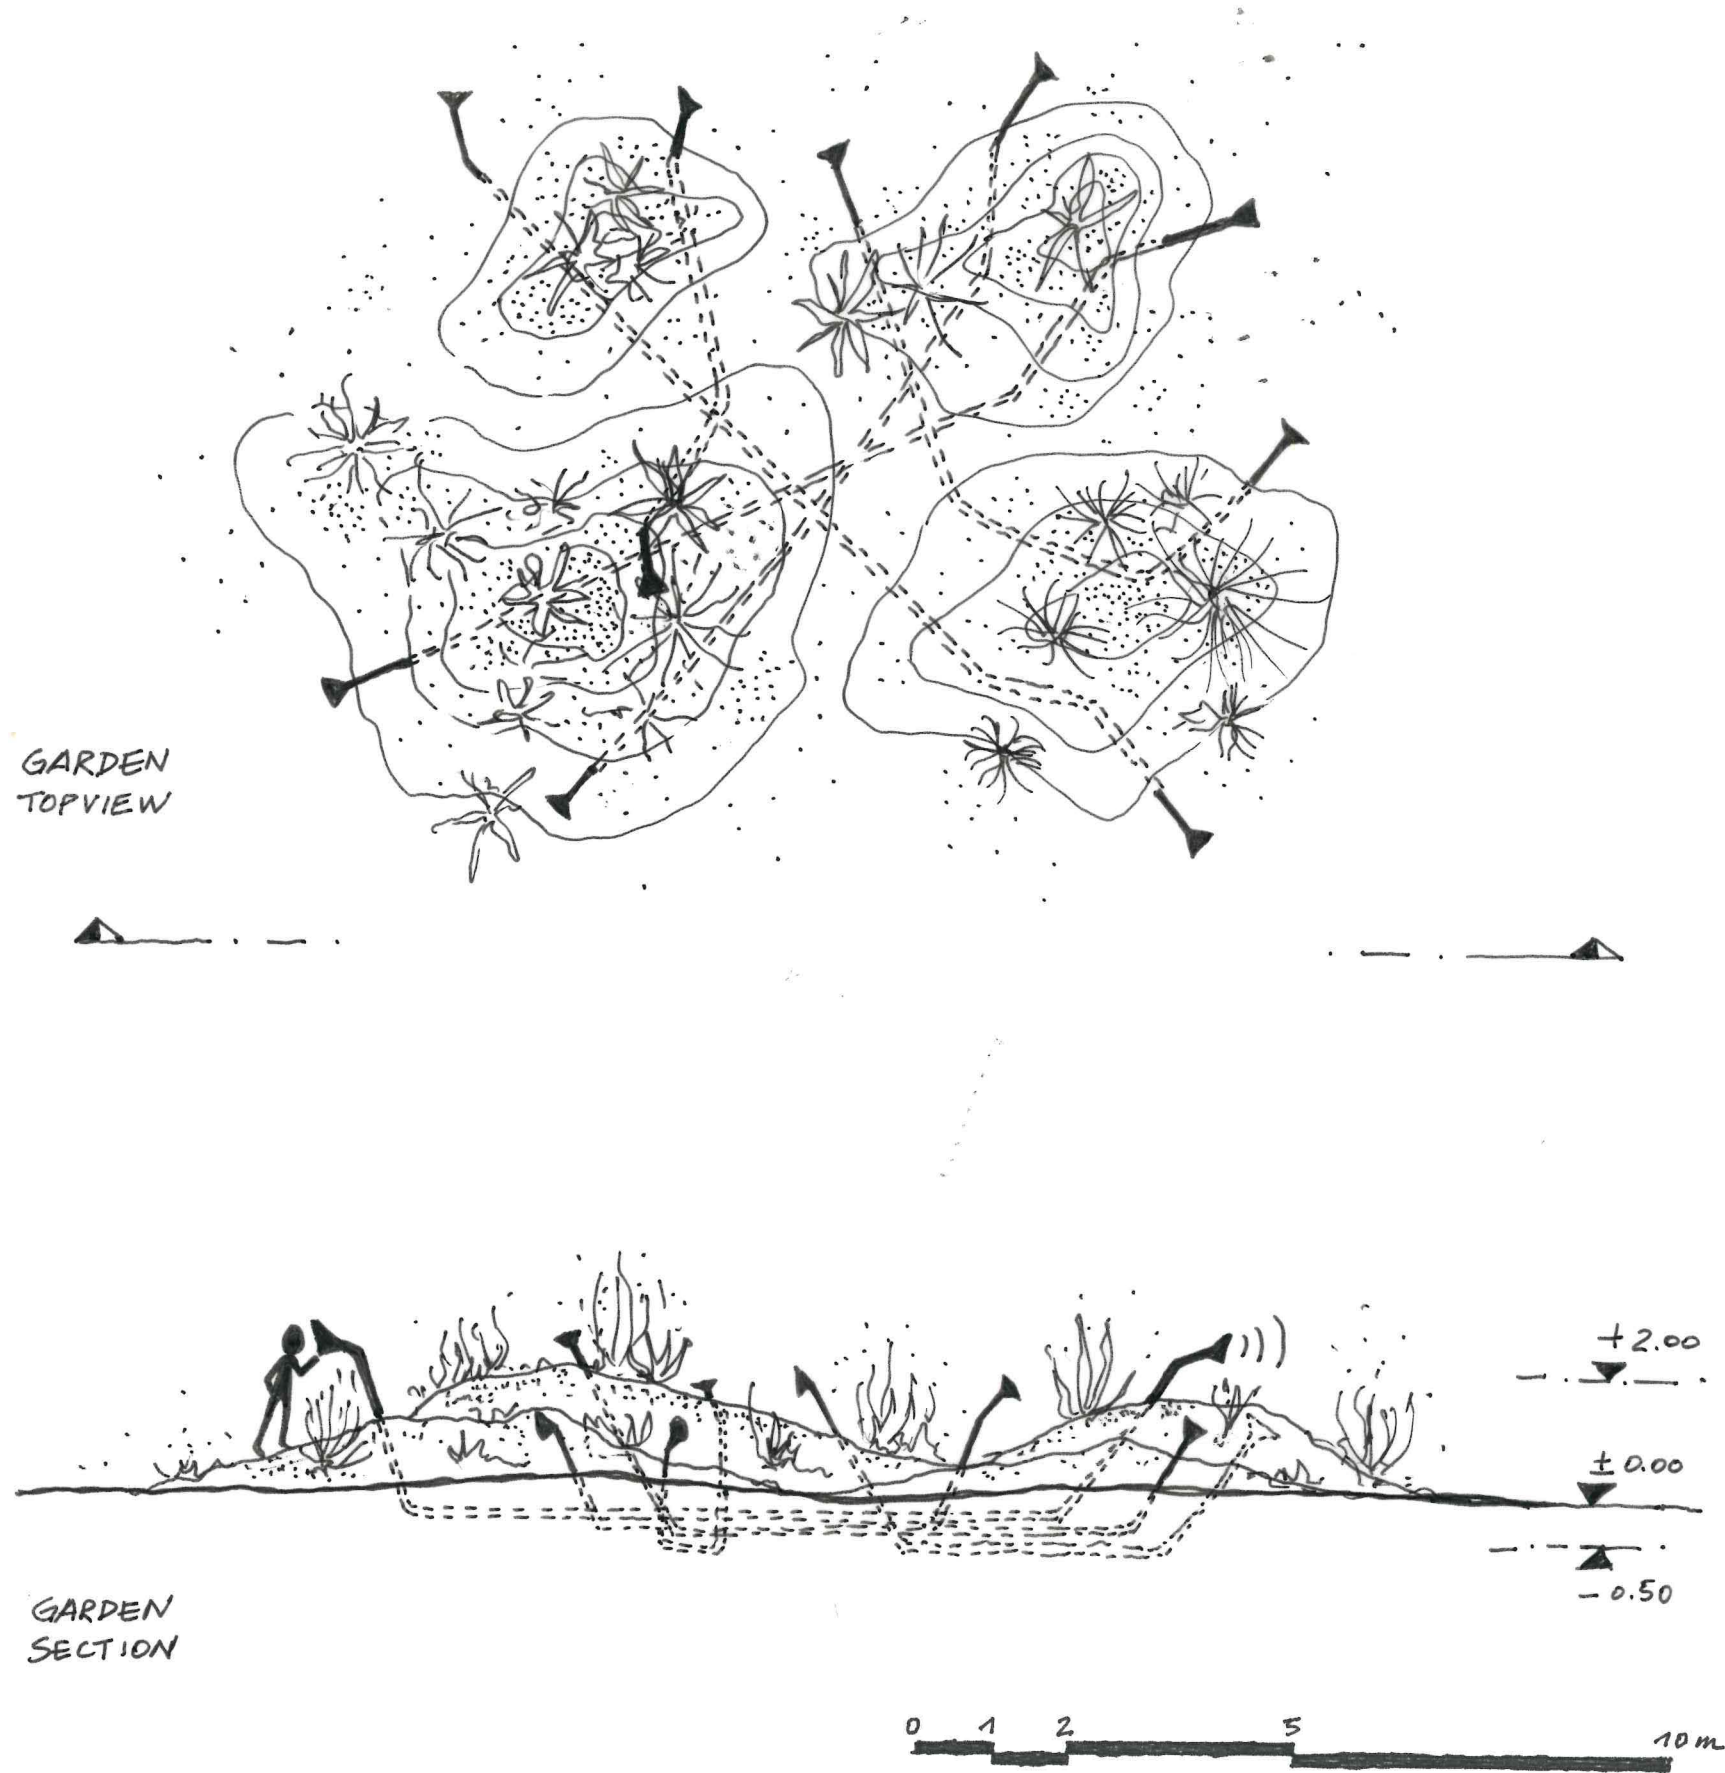 GARDEN
TOPVIEW
+2.00
±0.00
-0.50
GARDEN
SECTION
0 1 2 5 10m